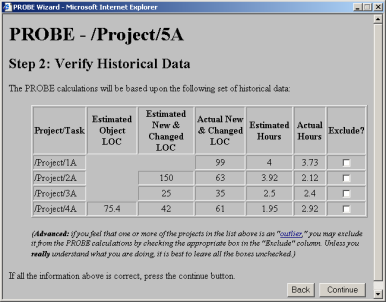 PROBE Wizard - Microsoft Internet Explorer
PROBE - /Project/5A
Step 2: Verify Historical Data
The PROBE calculations will be based upon the following set of historical data:
Project/Task Estimated Object LOC Estimated New & Changed LOC Actual New & Changed LOC Estimated Hours Actual Hours Exclude?
/Project/1A 99 4 3.73
/Project/2A 150 63 3.92 2.12
/Project/3A 25 35 2.5 2.4
/Project/4A 75.4 42 61 1.95 2.92
(Advanced: if you feel that one or more of the projects in the list above is an "outlier," you may exclude
it from the PROBE calculations by checking the appropriate box in the "Exclude" column. Unless you
really understand what you are doing, it is best to leave all the boxes unchecked.)
If all the information above is correct, press the continue button.
Back Continue